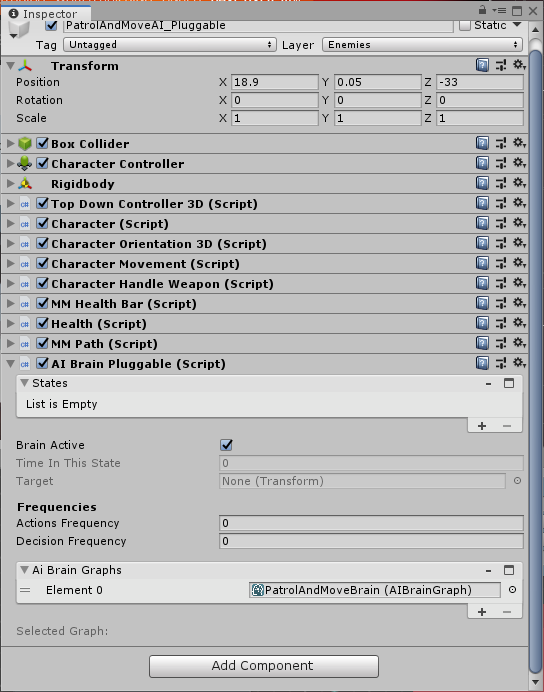 Inspector
PatrolAndMoveAI_Pluggable Static
Tag Untagged Layer Enemies
Transform
Position X 18.9 Y 0.05 Z -33
Rotation X 0 Y 0 Z 0
Scale X 1 Y 1 Z 1
Box Collider
Character Controller
Rigidbody
Top Down Controller 3D (Script)
Character (Script)
Character Orientation 3D (Script)
Character Movement (Script)
Character Handle Weapon (Script)
MM Health Bar (Script)
Health (Script)
MM Path (Script)
AI Brain Pluggable (Script)
States
List is Empty
Brain Active
Time In This State 0
Target None (Transform)
Frequencies
Actions Frequency 0
Decision Frequency 0
Ai Brain Graphs
Element 0 PatrolAndMoveBrain (AIBrainGraph)
Selected Graph:
Add Component